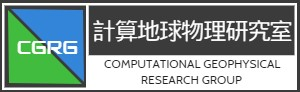 CGRG
計算地球物理研究室
COMPUTATIONAL GEOPHYSICAL
RESEARCH GROUP